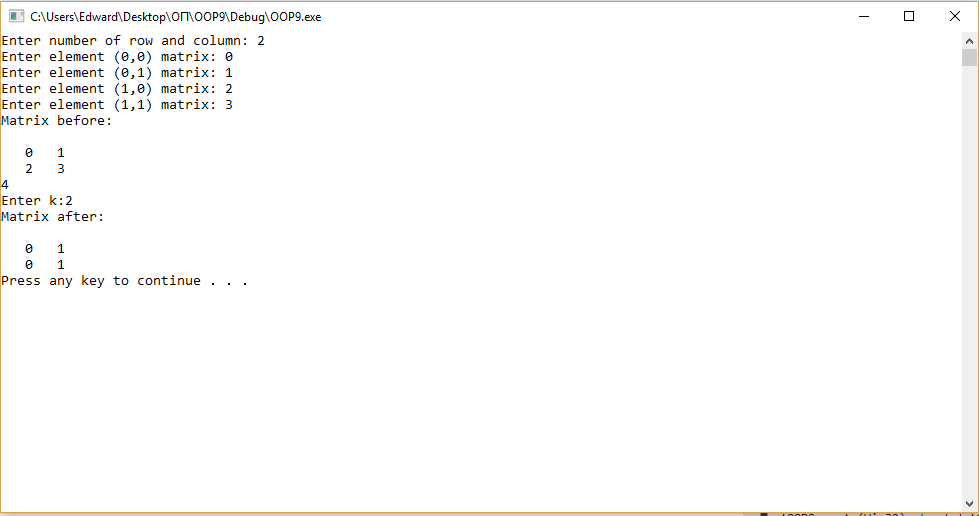 C:\Users\Edward\Desktop\ОП\OOP9\Debug\OOP9.exe
Enter number of row and column: 2
Enter element (0,0) matrix: 0
Enter element (0,1) matrix: 1
Enter element (1,0) matrix: 2
Enter element (1,1) matrix: 3
Matrix before:
0 1
2 3
4
Enter k:2
Matrix after:
0 1
0 1
Press any key to continue . . .